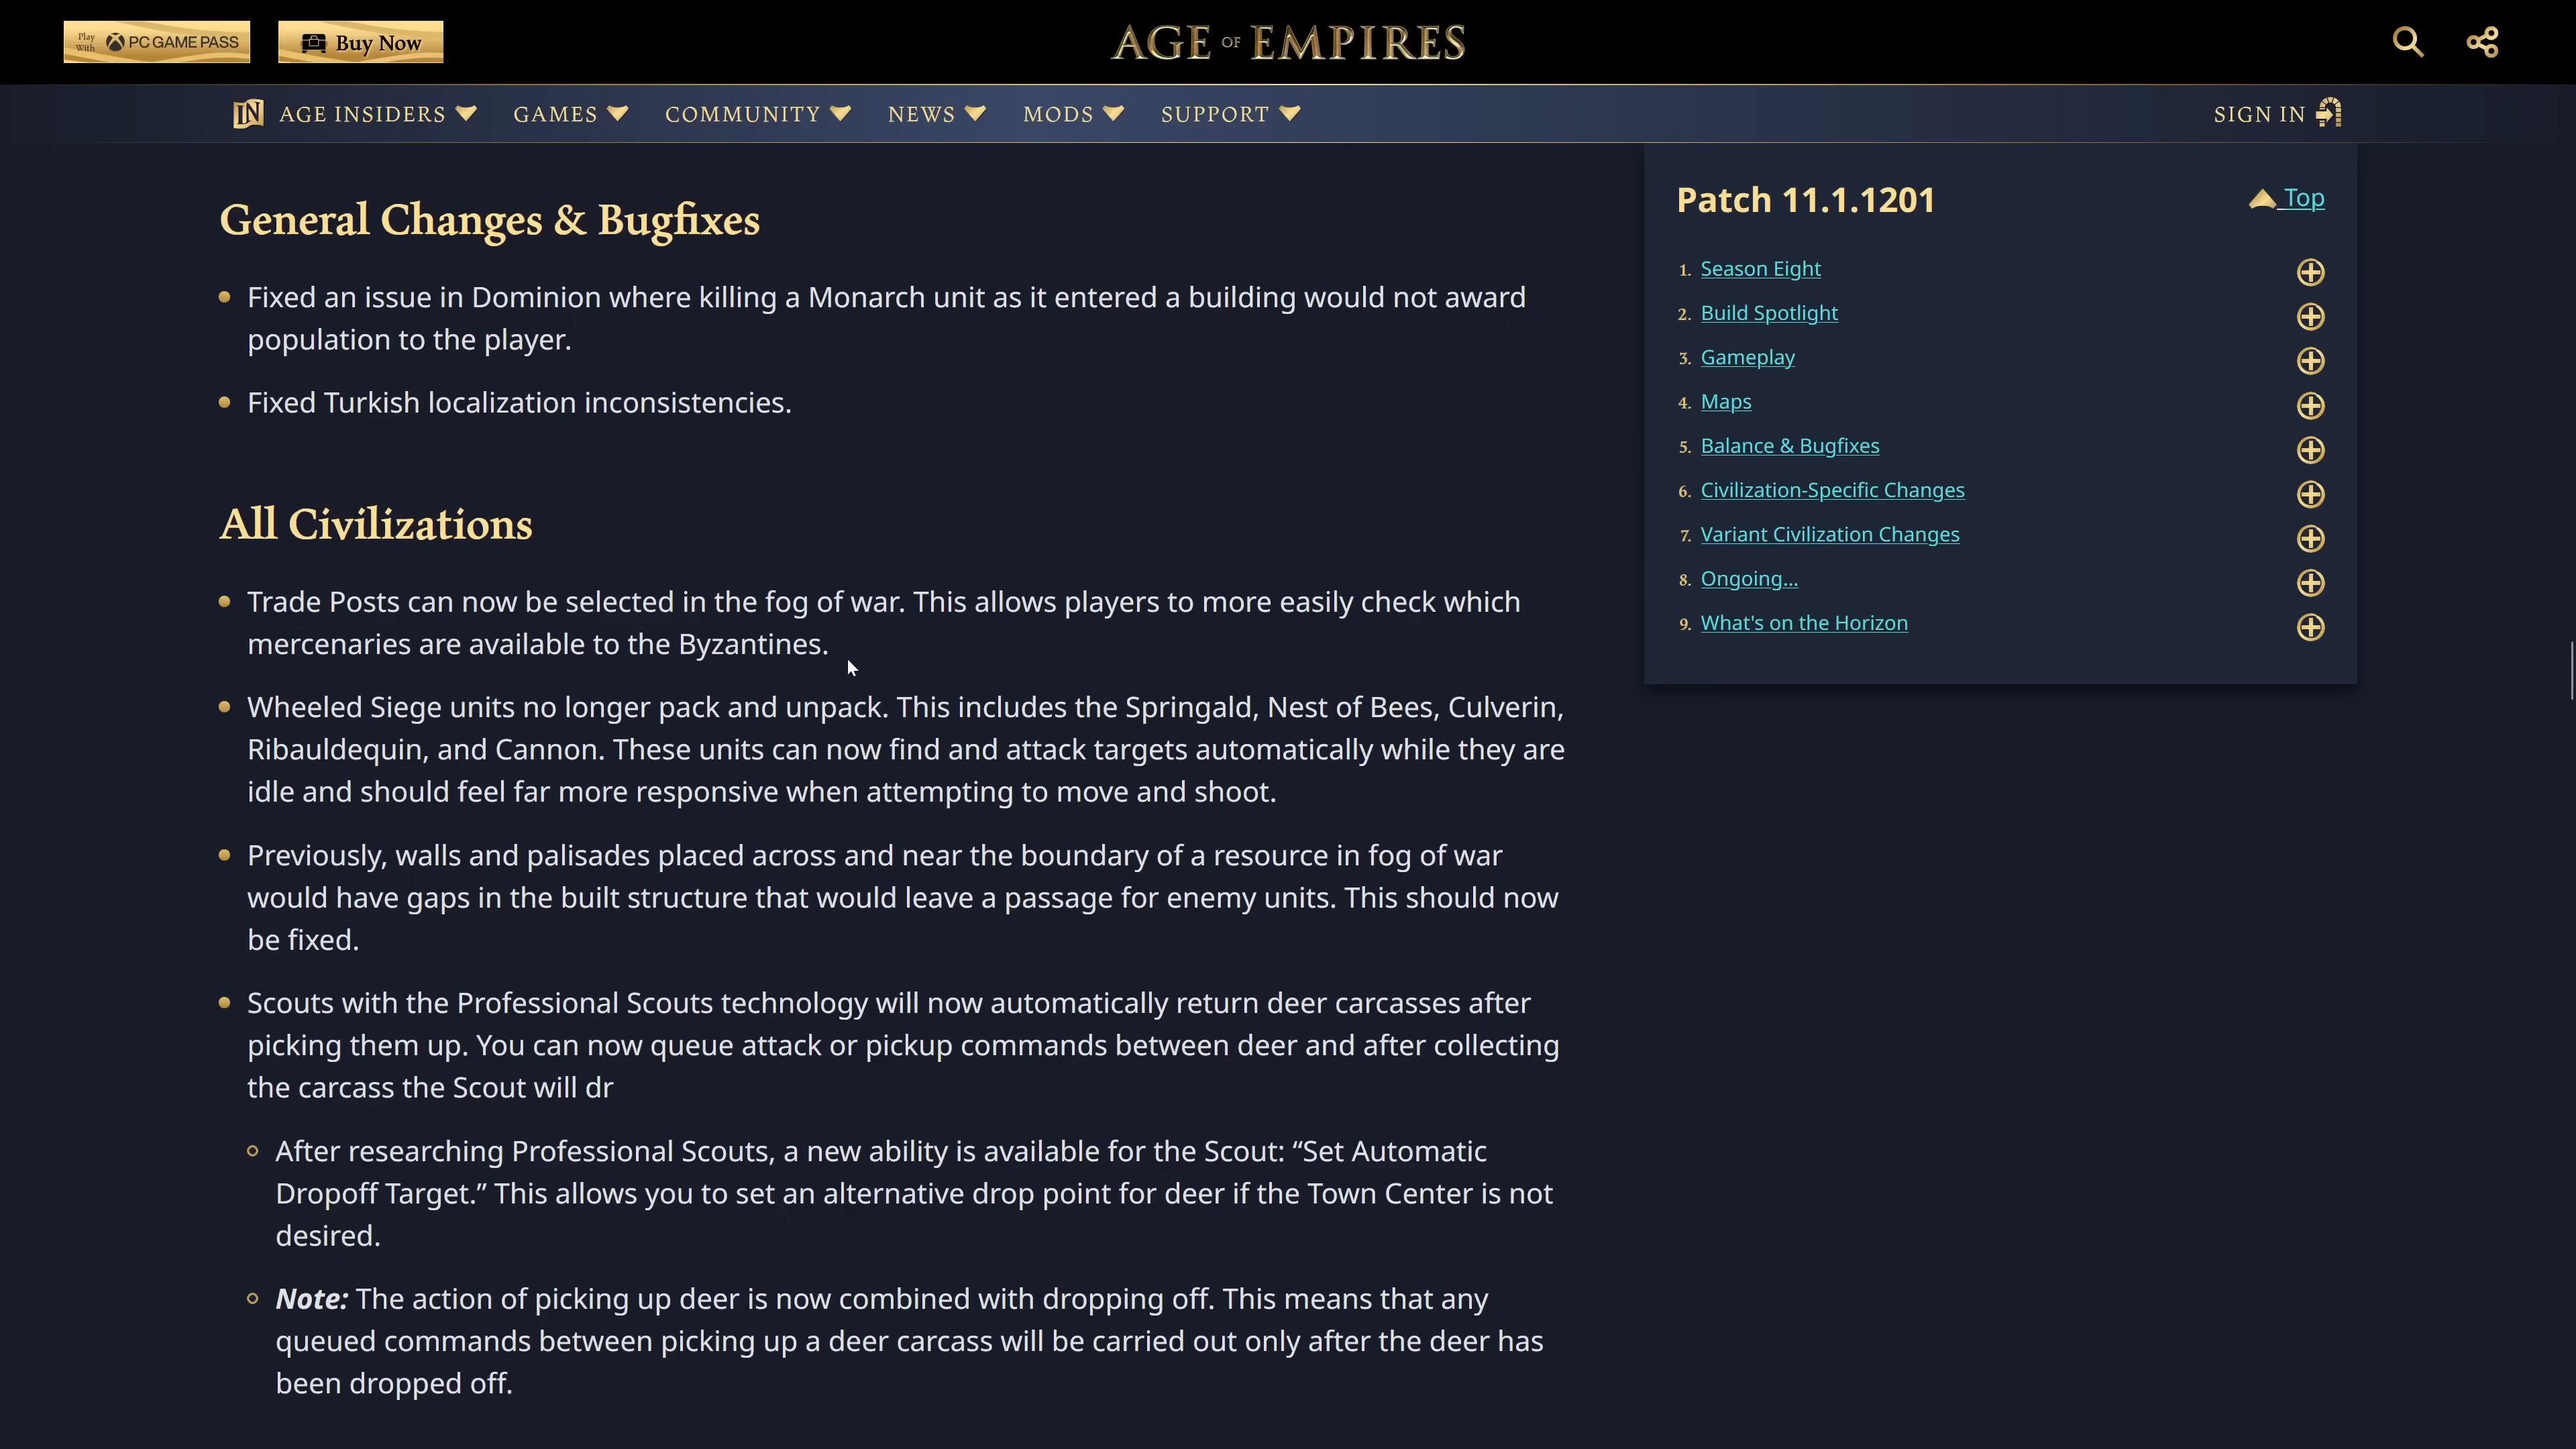 Play With PC GAME PASS
Buy Now
AGE OF EMPIRES
IN AGE INSIDERS
GAMES
COMMUNITY
NEWS
MODS
SUPPORT
SIGN IN
General Changes & Bugfixes
Fixed an issue in Dominion where killing a Monarch unit as it entered a building would not award
population to the player.
Fixed Turkish localization inconsistencies.
All Civilizations
Trade Posts can now be selected in the fog of war. This allows players to more easily check which
mercenaries are available to the Byzantines.
Wheeled Siege units no longer pack and unpack. This includes the Springald, Nest of Bees, Culverin,
Ribauldequin, and Cannon. These units can now find and attack targets automatically while they are
idle and should feel far more responsive when attempting to move and shoot.
Previously, walls and palisades placed across and near the boundary of a resource in fog of war
would have gaps in the built structure that would leave a passage for enemy units. This should now
be fixed.
Scouts with the Professional Scouts technology will now automatically return deer carcasses after
picking them up. You can now queue attack or pickup commands between deer and after collecting
the carcass the Scout will dr
After researching Professional Scouts, a new ability is available for the Scout: “Set Automatic
Dropoff Target.” This allows you to set an alternative drop point for deer if the Town Center is not
desired.
Note: The action of picking up deer is now combined with dropping off. This means that any
queued commands between picking up a deer carcass will be carried out only after the deer has
been dropped off.
Patch 11.1.1201
Top
1. Season Eight
2. Build Spotlight
3. Gameplay
4. Maps
5. Balance & Bugfixes
6. Civilization-Specific Changes
7. Variant Civilization Changes
8. Ongoing...
9. What's on the Horizon